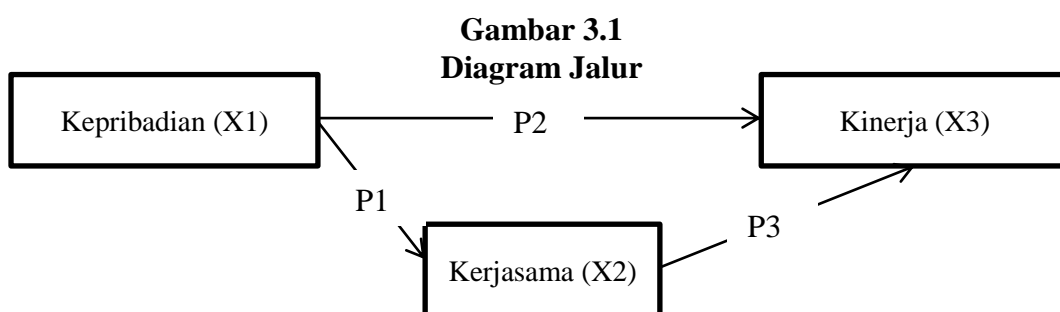 Gambar 3.1
Diagram Jalur
Kepribadian (X1)
P2
Kinerja (X3)
P1
P3
Kerjasama (X2)